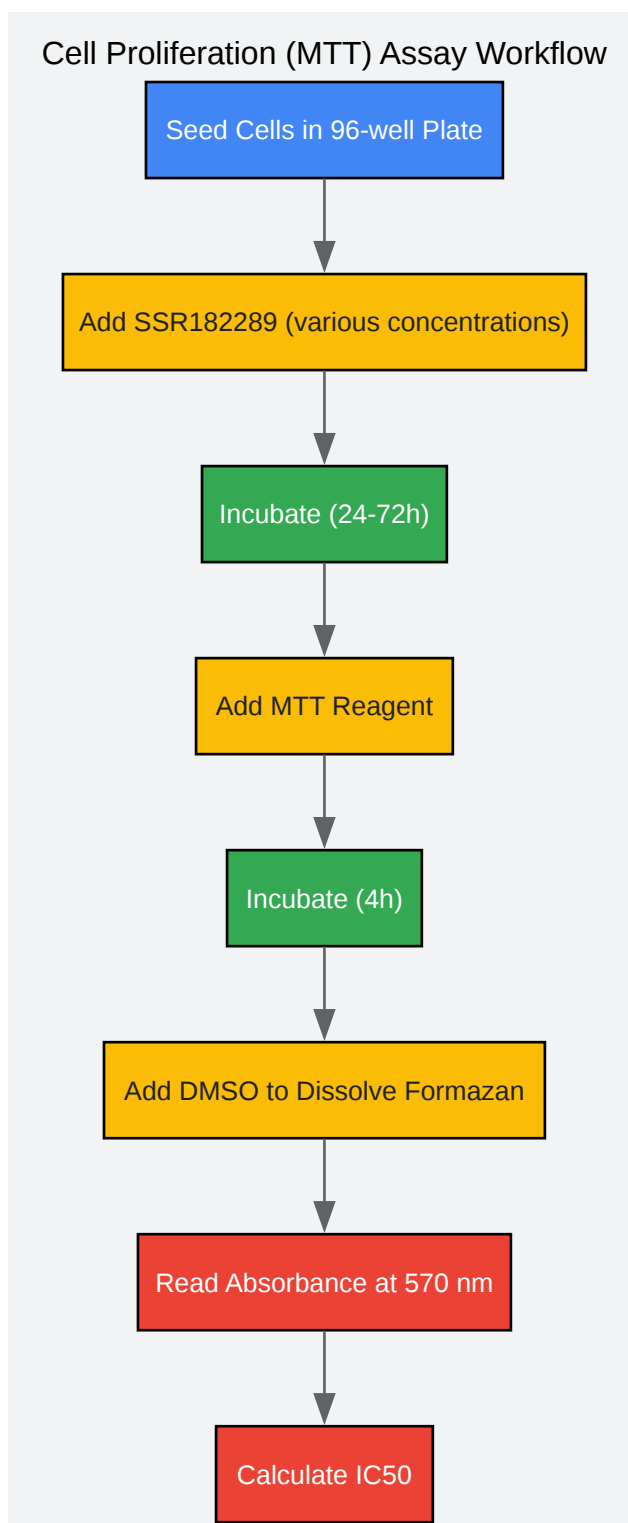 Cell Proliferation (MTT) Assay Workflow
Seed Cells in 96-well Plate
Add SSR182289 (various concentrations)
Incubate (24-72h)
Add MTT Reagent
Incubate (4h)
Add DMSO to Dissolve Formazan
Read Absorbance at 570 nm
Calculate IC50